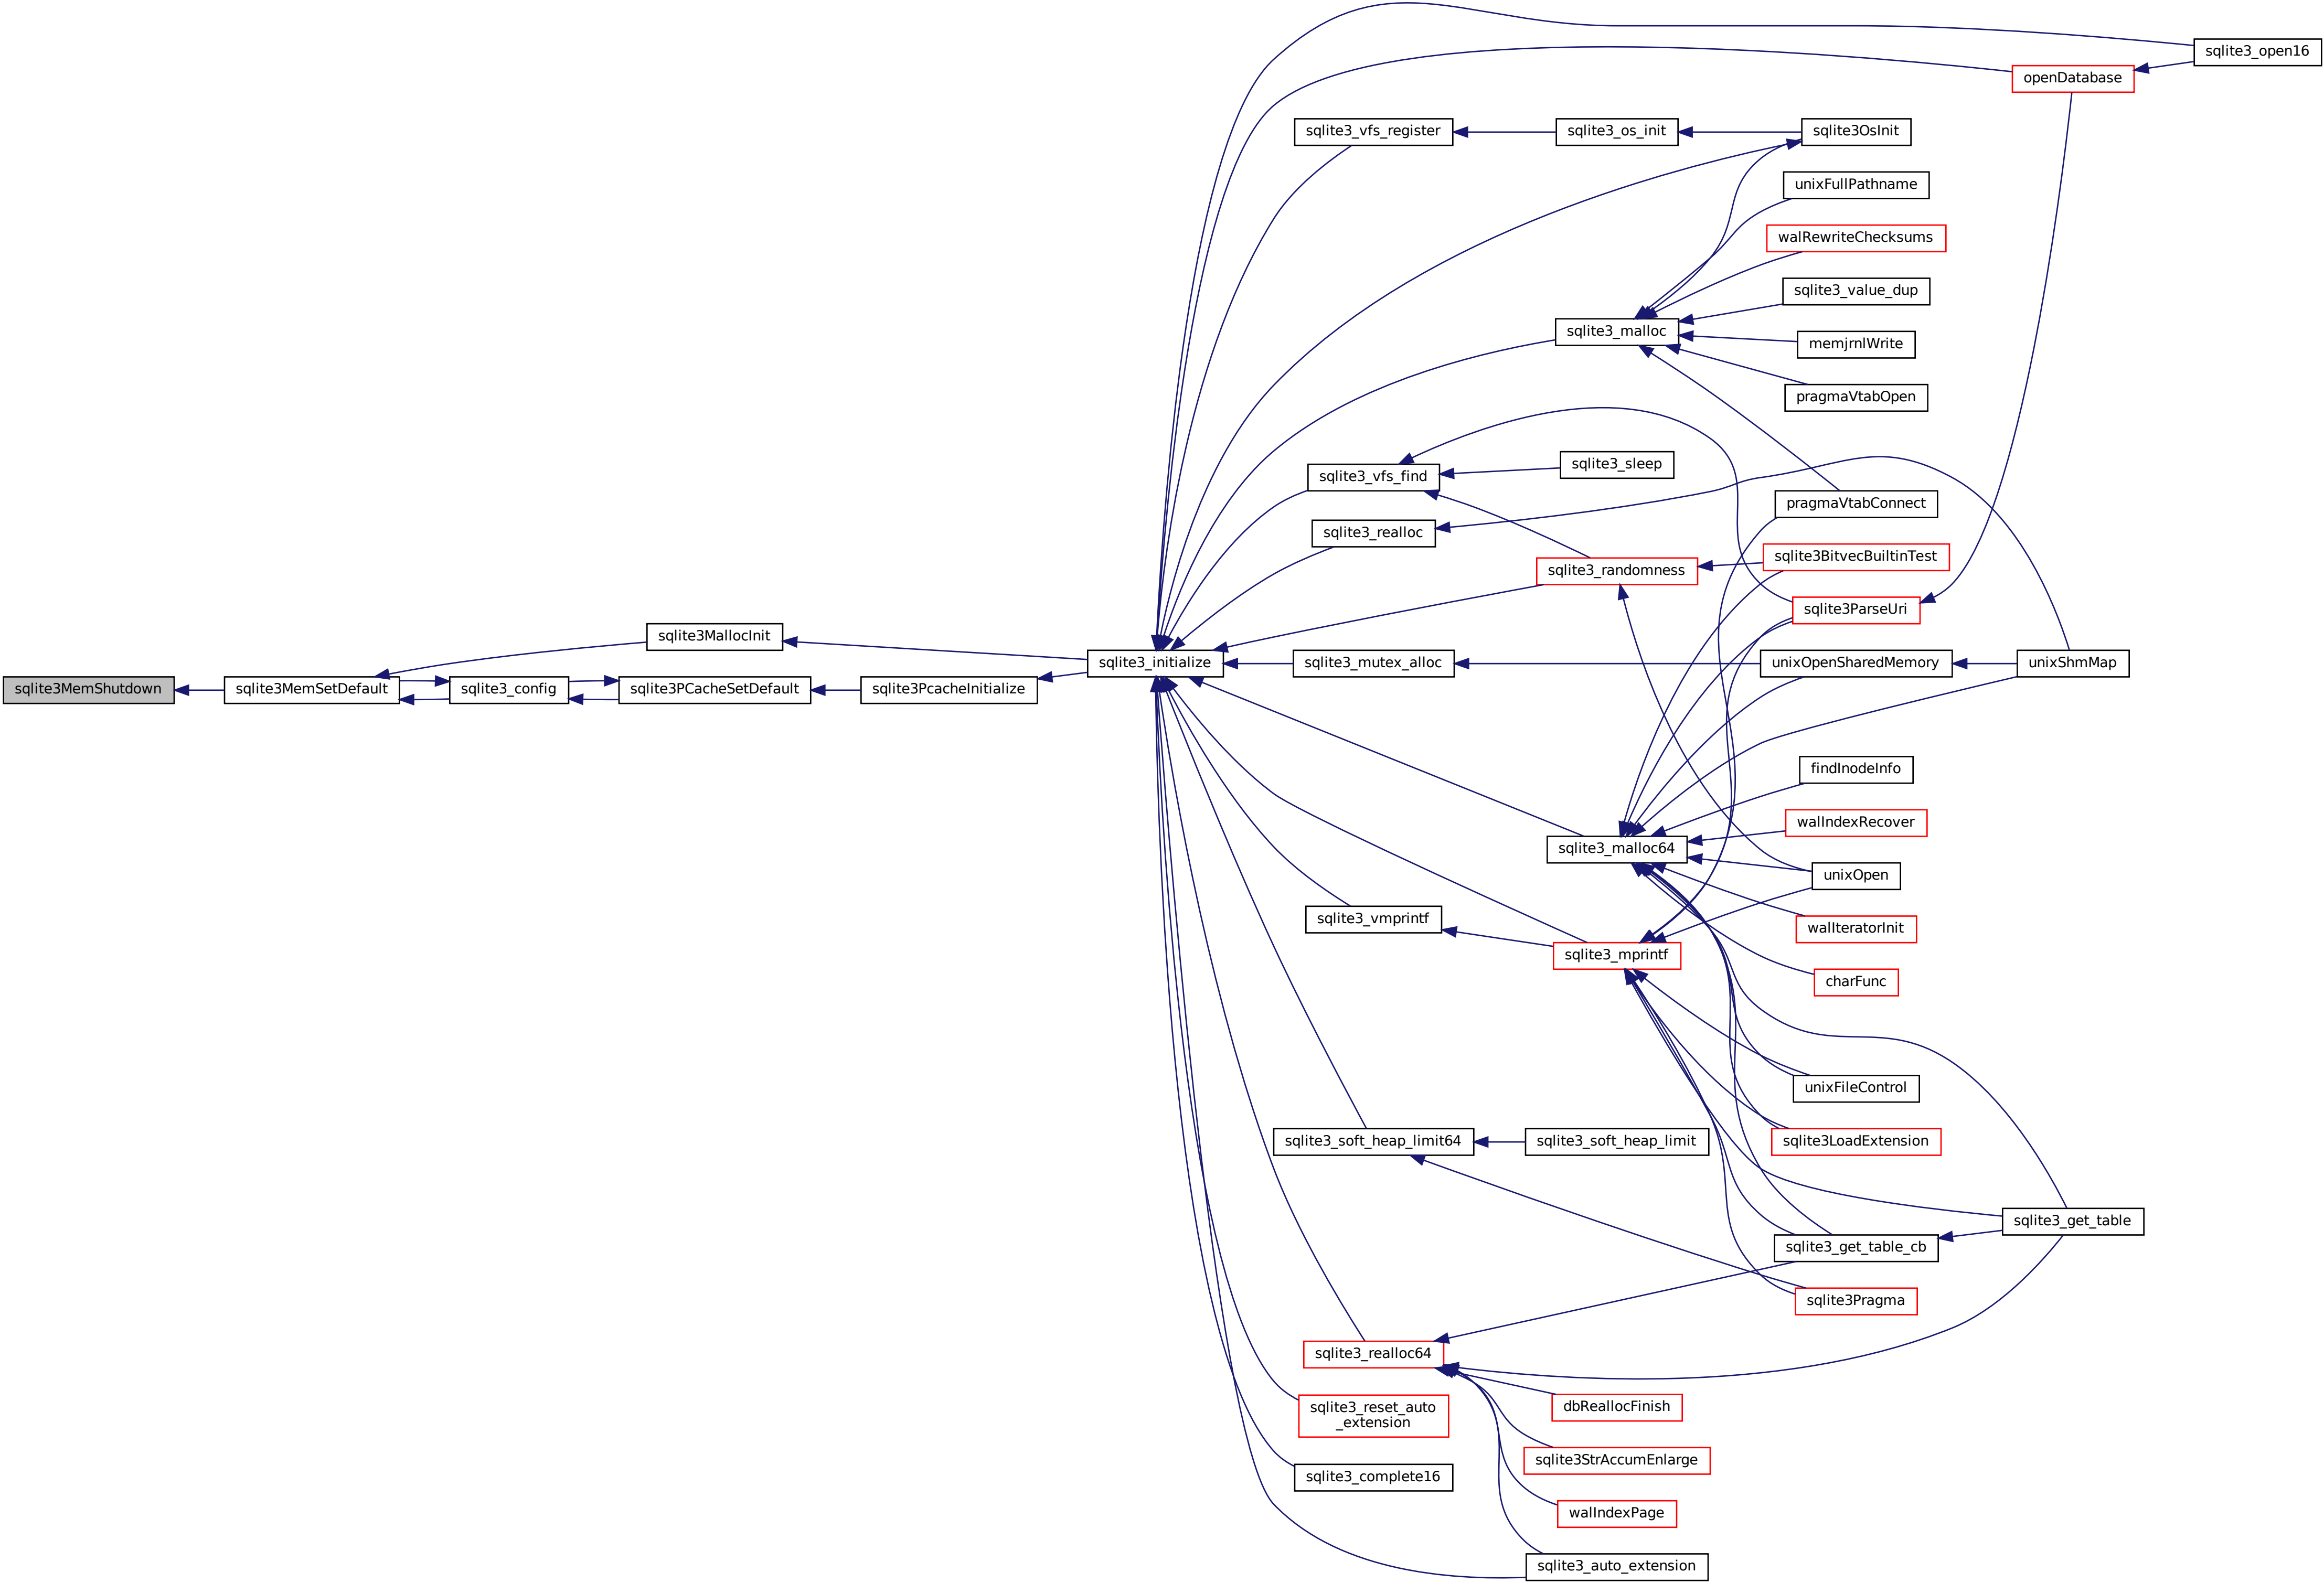 sqlite3_open16
openDatabase
sqlite3_vfs_register
sqlite3_os_init
sqlite3OsInit
unixFullPathname
walRewriteChecksums
sqlite3_value_dup
sqlite3_malloc
memjrnlWrite
pragmaVtabOpen
sqlite3_sleep
sqlite3_vfs_find
pragmaVtabConnect
sqlite3_realloc
sqlite3BitvecBuiltinTest
sqlite3_randomness
sqlite3ParseUri
sqlite3MallocInit
sqlite3_initialize
sqlite3_mutex_alloc
unixOpenSharedMemory
unixShmMap
sqlite3MemShutdown
sqlite3MemSetDefault
sqlite3_config
sqlite3PCacheSetDefault
sqlite3PcacheInitialize
findInodeInfo
walIndexRecover
sqlite3_malloc64
unixOpen
sqlite3_vmprintf
walIteratorInit
sqlite3_mprintf
charFunc
unixFileControl
sqlite3_soft_heap_limit64
sqlite3_soft_heap_limit
sqlite3LoadExtension
sqlite3_get_table
sqlite3_get_table_cb
sqlite3Pragma
sqlite3_realloc64
dbReallocFinish
sqlite3_reset_auto
_extension
sqlite3StrAccumEnlarge
sqlite3_complete16
walIndexPage
sqlite3_auto_extension